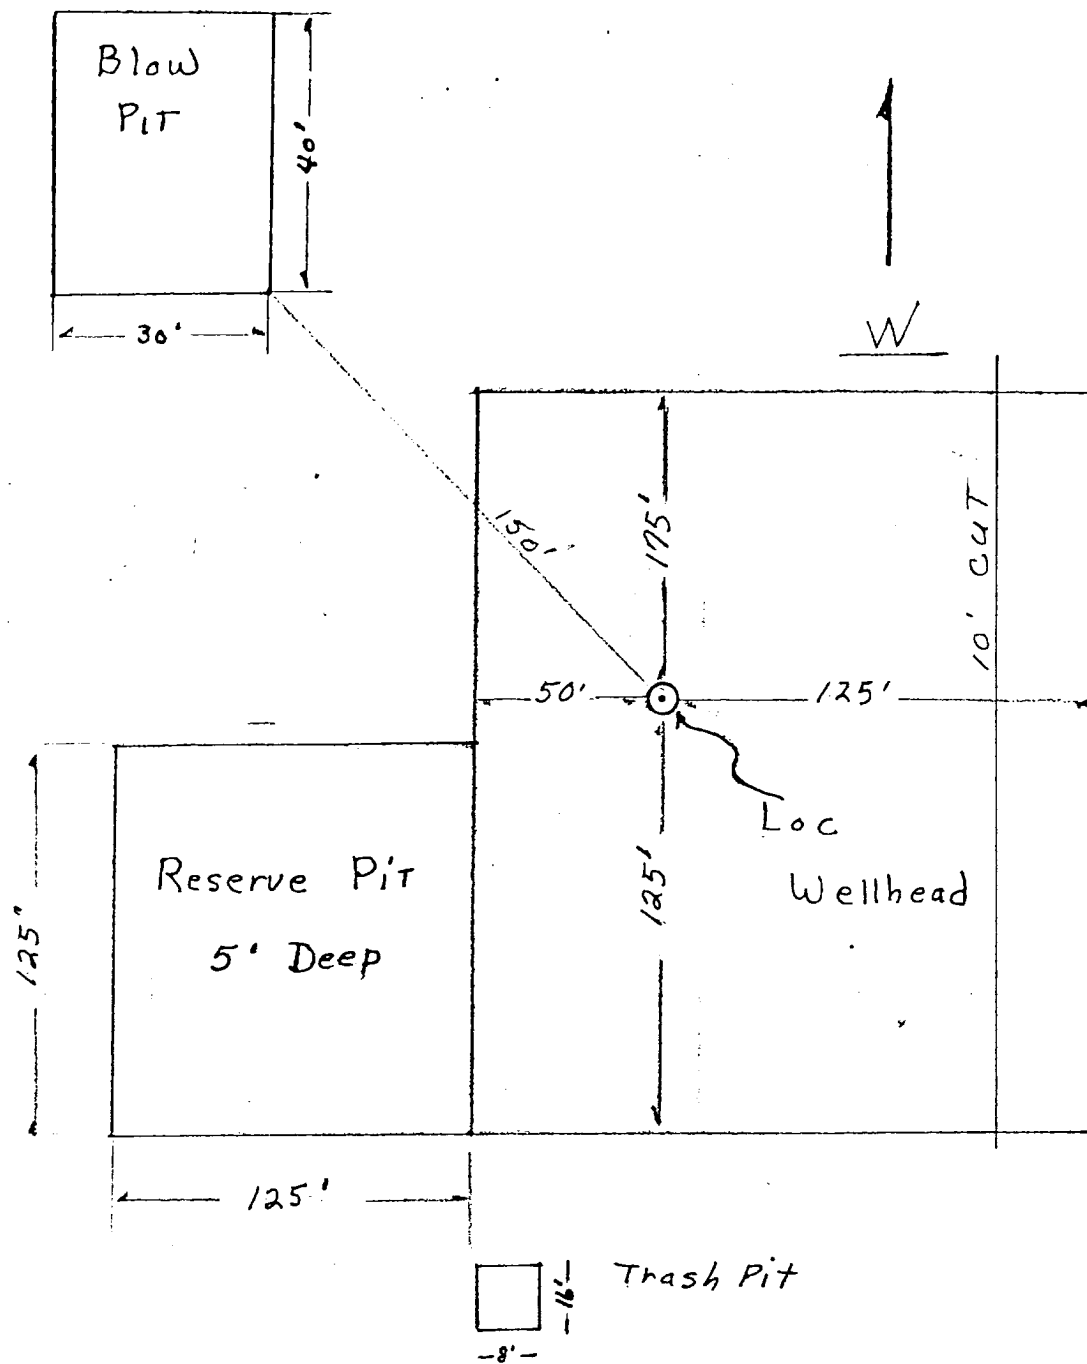 Blow
PIT
40'
30'
W
150'
175'
10' CUT
50'
125'
Loc
Wellhead
125'
Reserve PIT
5' Deep
125"
125'
Trash Pit
16'
8'